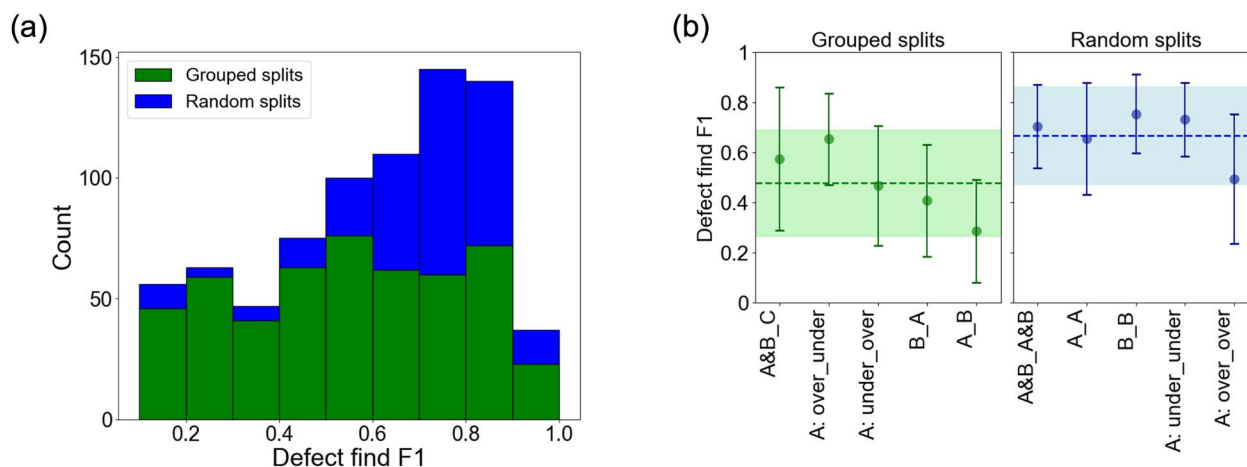 (a)
150
100
50
0
Count
0.2 0.4 0.6 0.8 1.0
Defect find F1
Grouped splits
Random splits
(b)
Grouped splits Random splits
1
0.8
0.6
0.4
0.2
0
Defect find F1
A&B_C
A: over_under
A: under_over
B_A
A_B
A&B_A&B
A_A
B_B
A: under_under
A: over_over